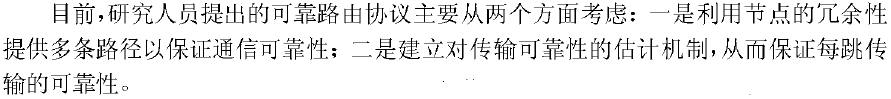 目前,研究人员提出的可靠路由协议主要从两个方面考虑：一是利用节点的冗余性
提供多条路径以保证通信可靠性；二是建立对传输可靠性的估计机制,从而保证每跳传
输的可靠性。